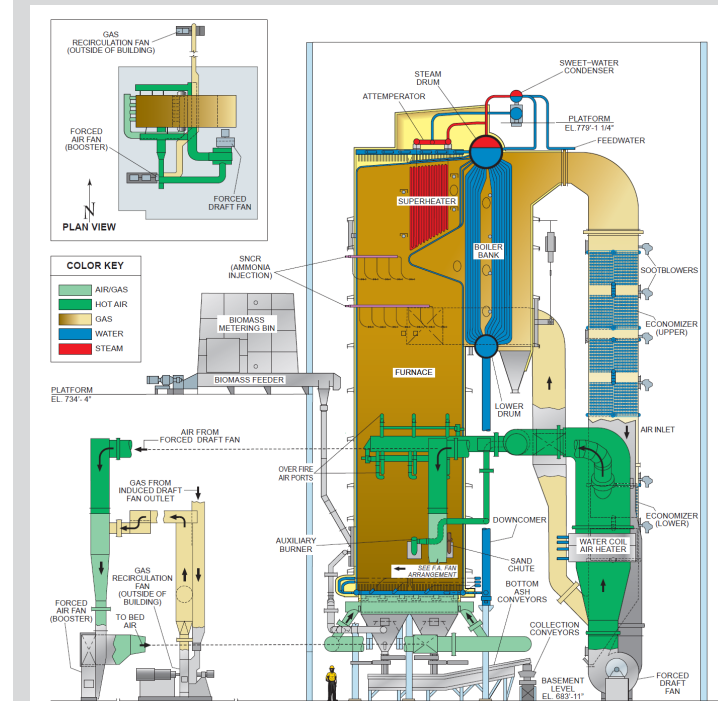 GAS
RECIRCULATION FAN
(OUTSIDE OF BUILDING)
FORCED
AIR FAN
(BOOSTER)
FORCED
DRAFT FAN
N
PLAN VIEW
COLOR KEY
AIR/GAS
HOT AIR
GAS
WATER
STEAM
STEAM
DRUM
SWEET–WATER
CONDENSER
ATTEMPERATOR
PLATFORM
EL.779'-1 1/4"
FEEDWATER
SUPERHEATER
SNCR
(AMMONIA
INJECTION)
BOILER
BANK
SOOTBLOWERS
ECONOMIZER
(UPPER)
BIOMASS
METERING BIN
BIOMASS FEEDER
FURNACE
PLATFORM
EL. 734'- 4"
LOWER
DRUM
AIR FROM
FORCED DRAFT FAN
AIR INLET
OVER FIRE
AIR PORTS
GAS FROM
INDUCED DRAFT
FAN OUTLET
AUXILIARY
BURNER
DOWNCOMER
ECONOMIZER
(LOWER)
WATER COIL
AIR HEATER
SEE F.A. FAN
ARRANGEMENT
SAND
CHUTE
GAS
RECIRCULATION
FAN
(OUTSIDE OF
BUILDING)
BOTTOM
ASH
CONVEYORS
FORCED
AIR FAN
(BOOSTER)
TO BED
AIR
COLLECTION
CONVEYORS
BASEMENT
LEVEL
EL. 683'-11"
FORCED
DRAFT
FAN